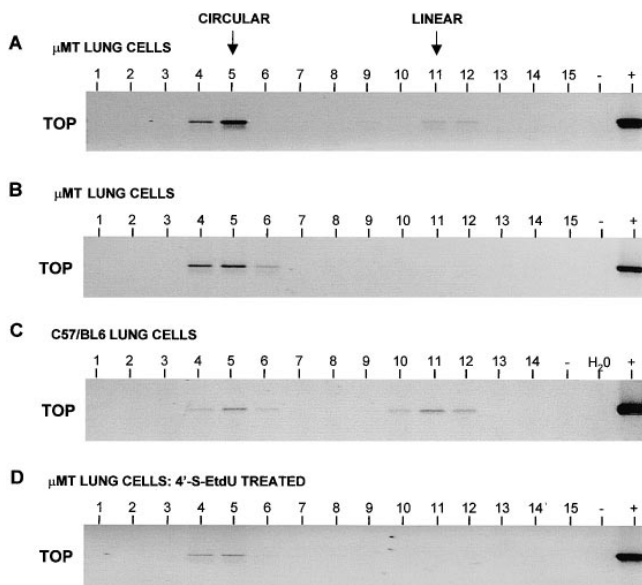 CIRCULAR LINEAR
A µMT LUNG CELLS
1 2 3 4 5 6 7 8 9 10 11 12 13 14 15 - +
TOP
B µMT LUNG CELLS
1 2 3 4 5 6 7 8 9 10 11 12 13 14 15 - +
TOP
C C57/BL6 LUNG CELLS
1 2 3 4 5 6 7 8 9 10 11 12 13 14 - H20 +
TOP
D µMT LUNG CELLS: 4'-S-EtdU TREATED
1 2 3 4 5 6 7 8 9 10 11 12 13 14 15 - +
TOP